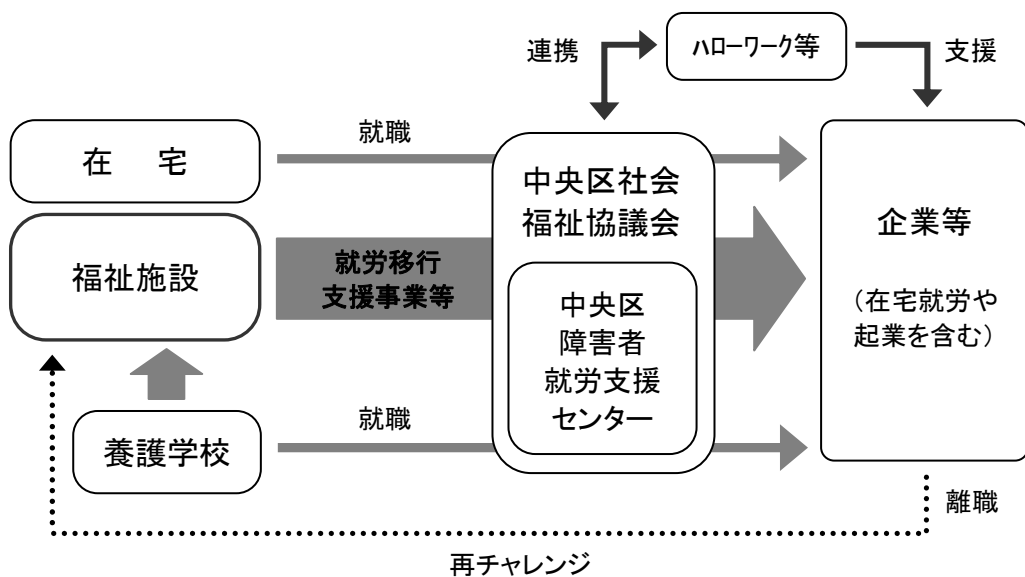 連携
ﾊﾛｰﾜｰｸ等
支援
在　宅
就職
中央区社会
福祉協議会
企業等
(在宅就労や
起業を含む)
福祉施設
就労移行
支援事業等
中央区
障害者
就労支援
センター
養護学校
就職
離職
再チャレンジ